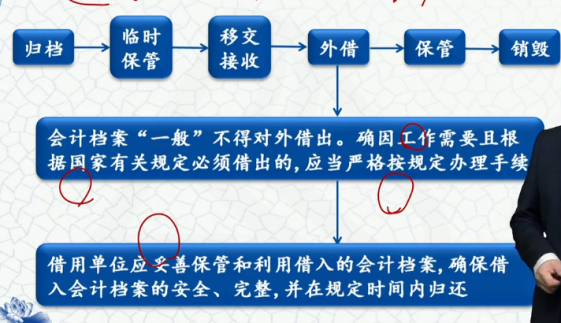 归档 临时保管 移交接收 外借 保管 销毁
会计档案“一般”不得对外借出。确因工作需要且根
据国家有关规定必须借出的,应当严格按规定办理手续
借用单位应妥善保管和利用借入的会计档案,确保借
入会计档案的安全、完整,并在规定时间内归还